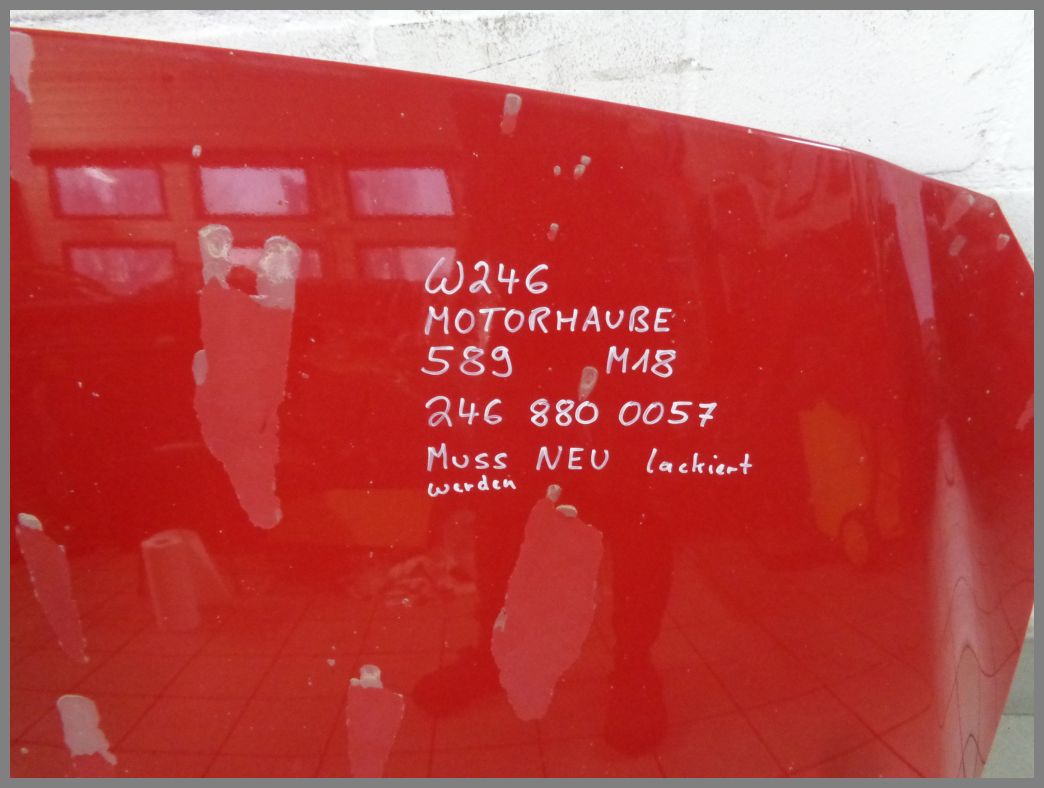 W246
MOTORHAUBE
589 M18
246 880 0057
Muss NEU lackiert
werden